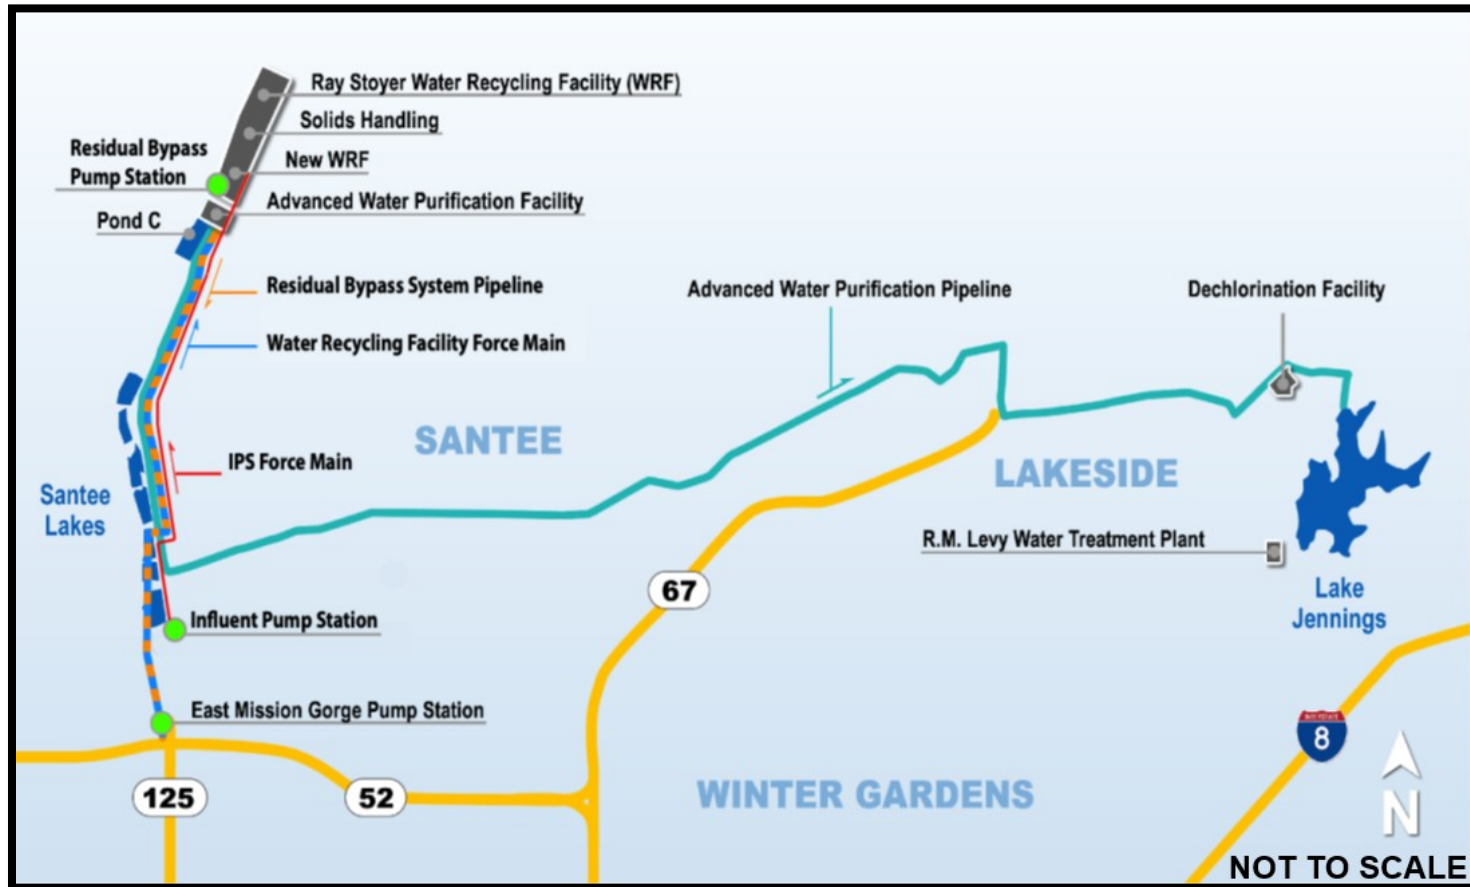 Ray Stoyer Water Recycling Facility (WRF)
Solids Handling
Residual Bypass
Pump Station
New WRF
Advanced Water Purification Facility
Pond C
Residual Bypass System Pipeline
Advanced Water Purification Pipeline
Dechlorination Facility
Water Recycling Facility Force Main
SANTEE
IPS Force Main
LAKESIDE
Santee
Lakes
R.M. Levy Water Treatment Plant
67
Lake
Jennings
Influent Pump Station
East Mission Gorge Pump Station
8
125
52
WINTER GARDENS
N
NOT TO SCALE